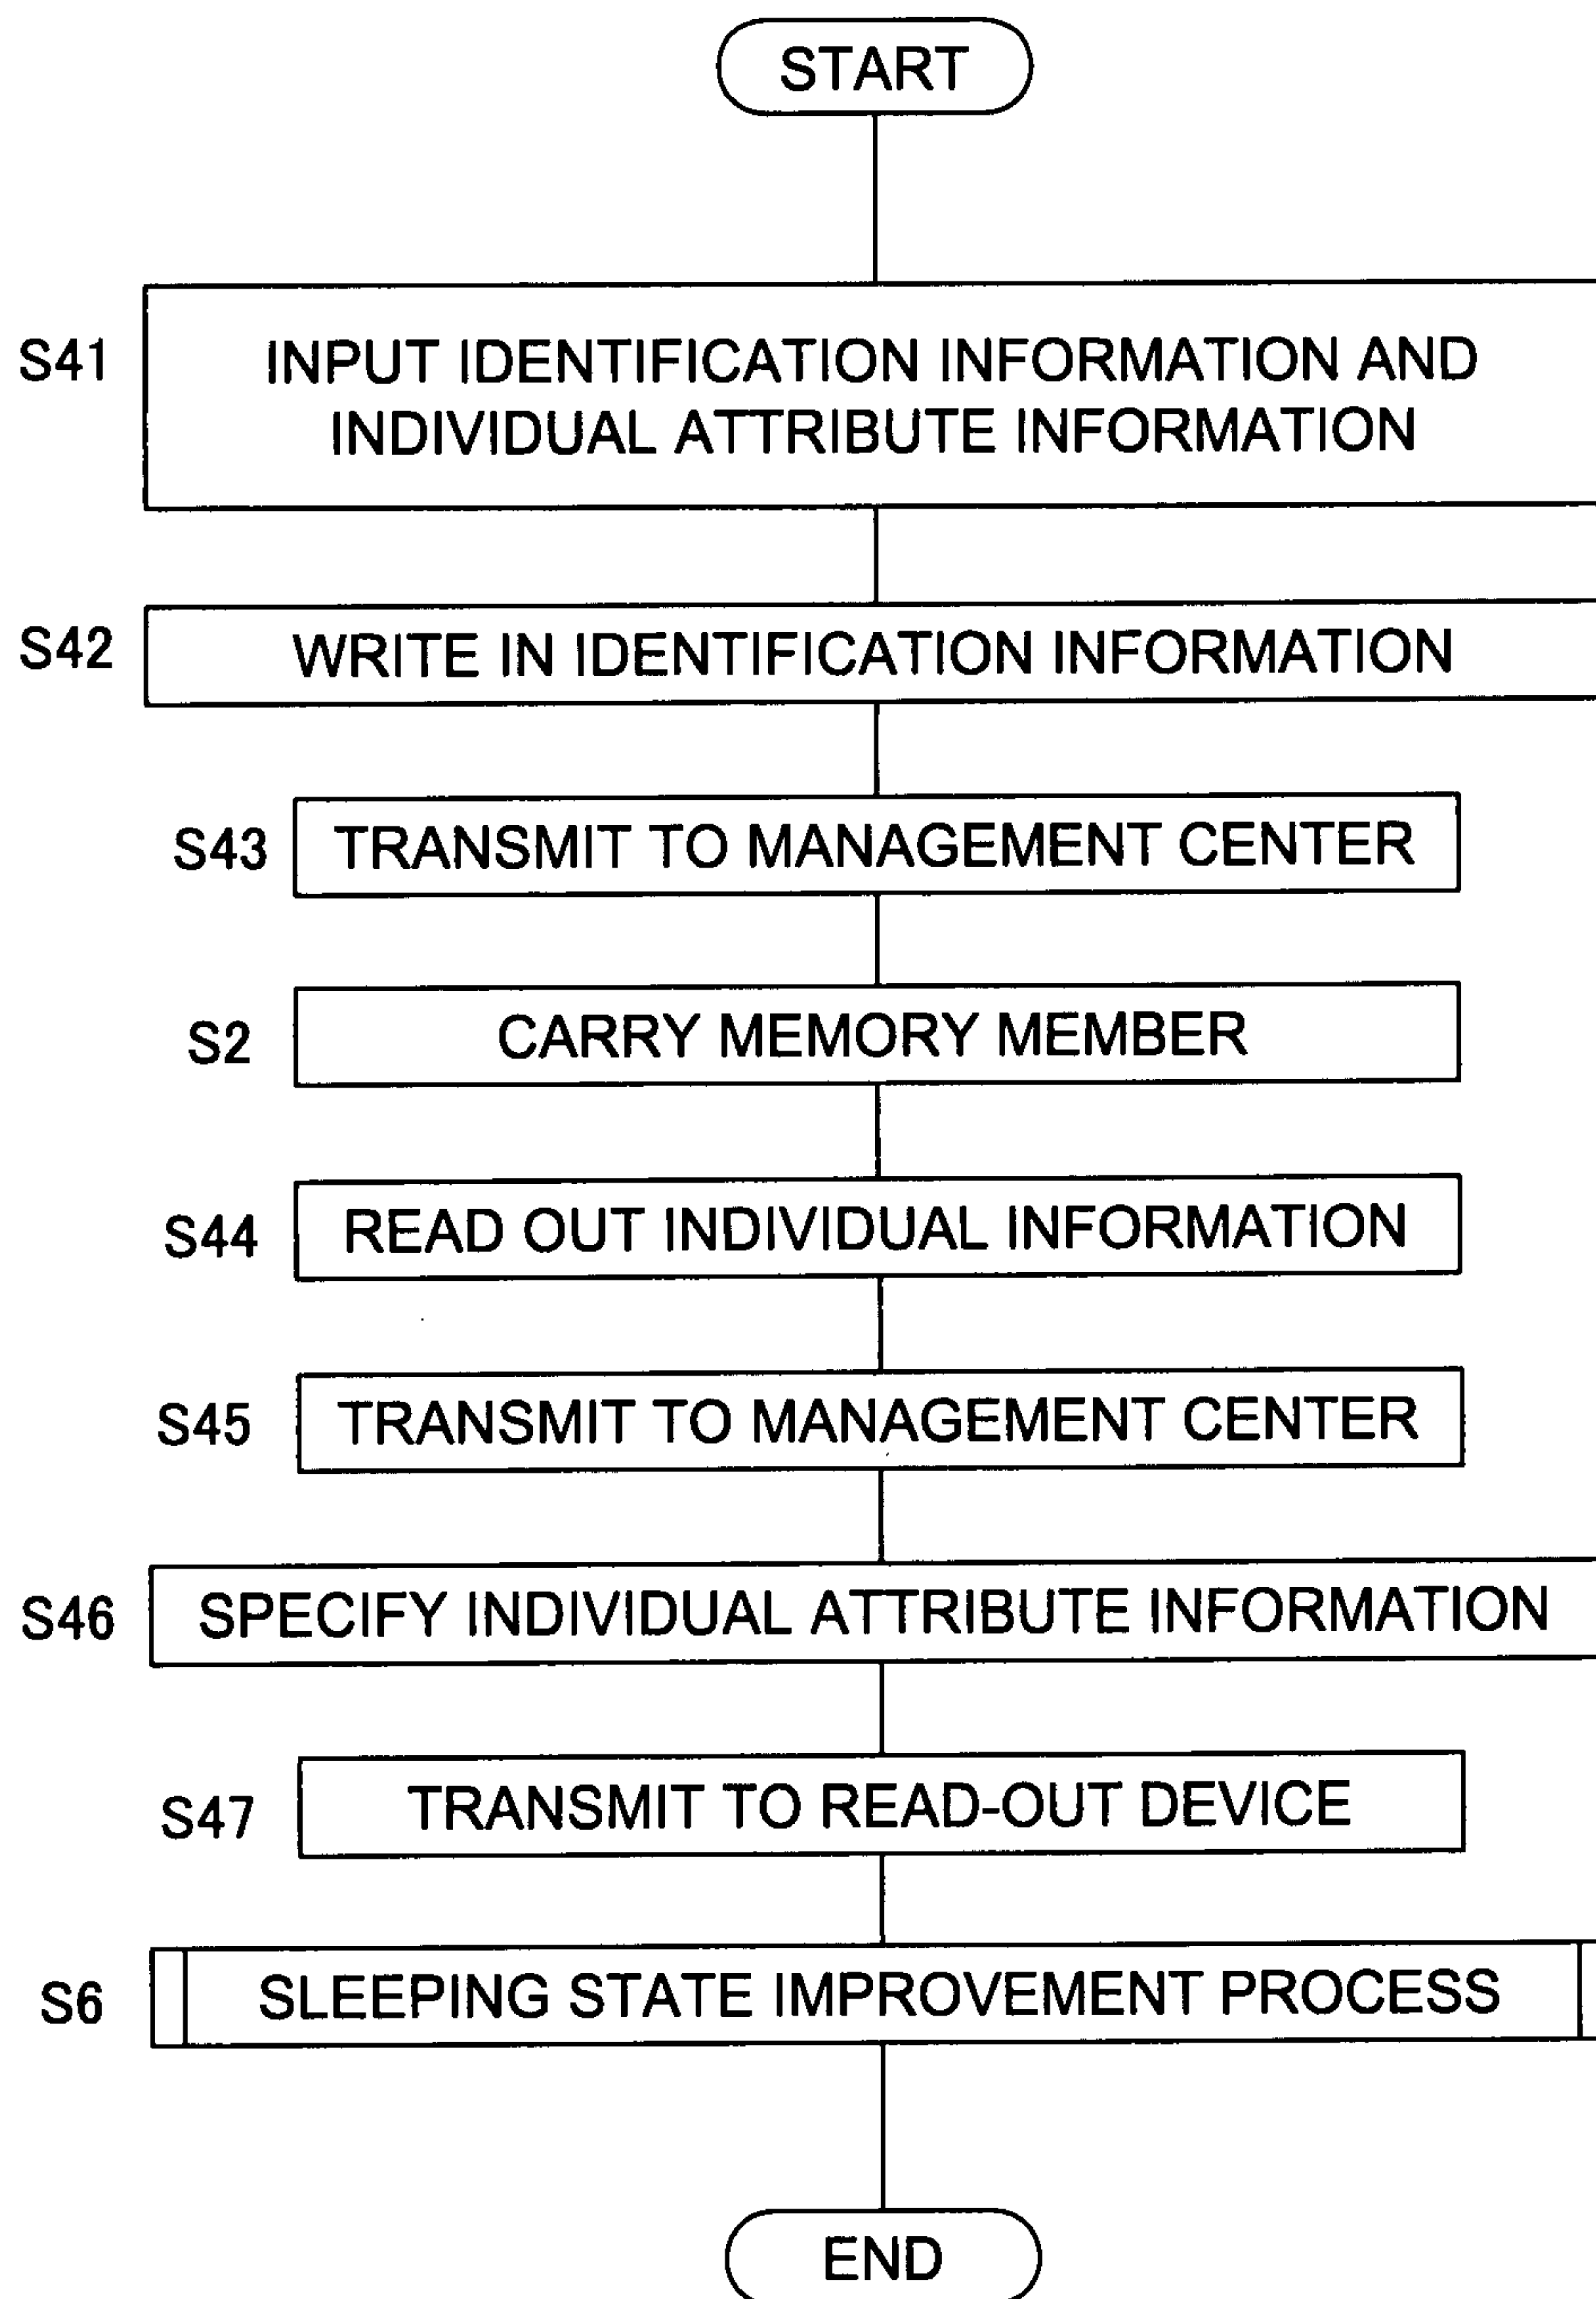 START
S41
INPUT IDENTIFICATION INFORMATION AND
INDIVIDUAL ATTRIBUTE INFORMATION
S42
WRITE IN IDENTIFICATION INFORMATION
S43
TRANSMIT TO MANAGEMENT CENTER
S2
CARRY MEMORY MEMBER
S44
READ OUT INDIVIDUAL INFORMATION
S45
TRANSMIT TO MANAGEMENT CENTER
S46
SPECIFY INDIVIDUAL ATTRIBUTE INFORMATION
S47
TRANSMIT TO READ-OUT DEVICE
S6
SLEEPING STATE IMPROVEMENT PROCESS
END